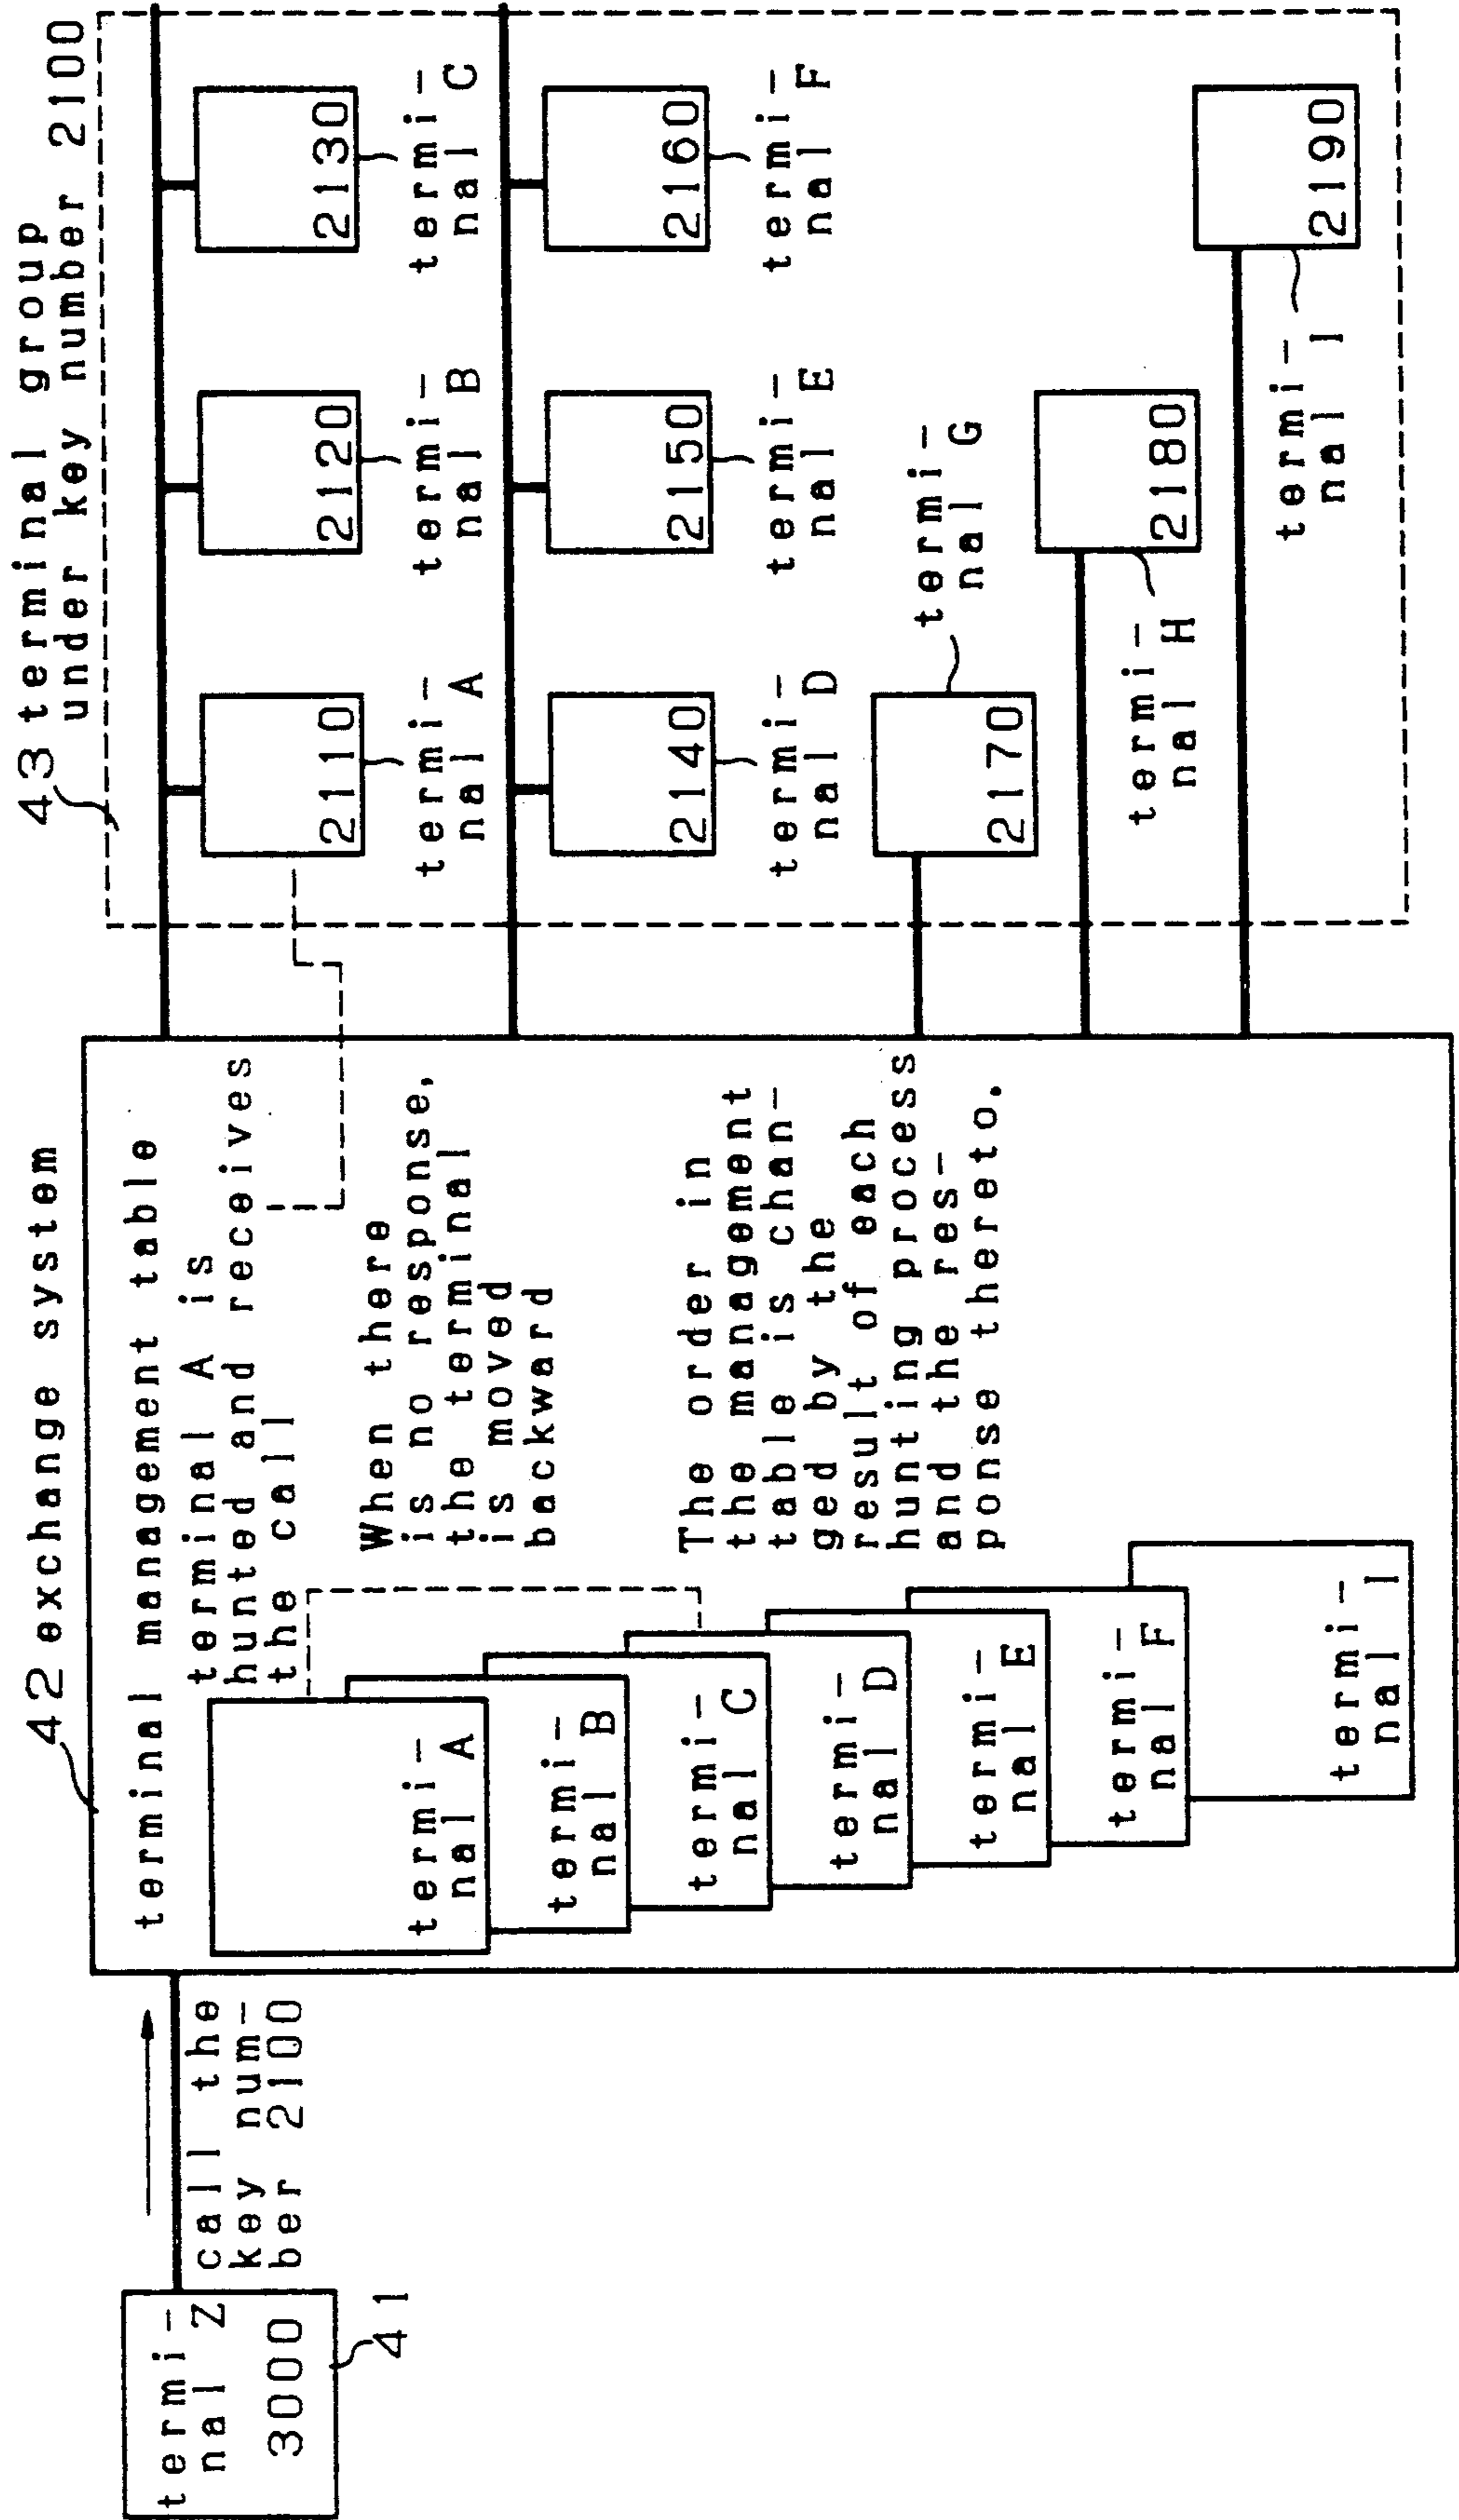 42 exchange system
43 terminal group
under key number 2100
termi-
nal Z
3000
41
call the
key num-
ber 2100
terminal management table
terminal A is
hunted and receives
the call
When there
is no response,
the terminal
is moved
backward
The order in
the management
table is chan-
ged by the
result of each
hunting process
and the res-
ponse thereto.
termi-
nal A
termi-
nal B
termi-
nal C
termi-
nal D
termi-
nal E
termi-
nal F
termi-
nal I
2110
termi-
nal A
2120
termi-
nal B
2130
termi-
nal C
2140
termi-
nal D
2150
termi-
nal E
2160
termi-
nal F
2170
termi-
nal G
2180
termi-
nal H
2190
termi-
nal I